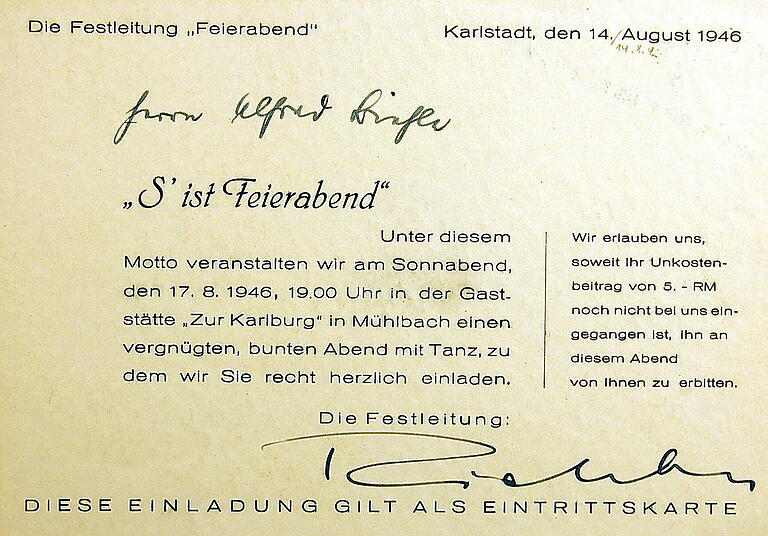 Die Festleitung „Feierabend“
Karlstadt, den 14. August 1946
14.8.
Herrn Alfred Biehle
„S' ist Feierabend“
Unter diesem
Motto veranstalten wir am Sonnabend,
den 17. 8. 1946, 19.00 Uhr in der Gast-
stätte „Zur Karlburg“ in Mühlbach einen
vergnügten, bunten Abend mit Tanz, zu
dem wir Sie recht herzlich einladen.
Wir erlauben uns,
soweit Ihr Unkosten-
beitrag von 5. - RM
noch nicht bei uns ein-
gegangen ist, ihn an
diesem Abend
von Ihnen zu erbitten.
Die Festleitung:
DIESE EINLADUNG GILT ALS EINTRITTSKARTE